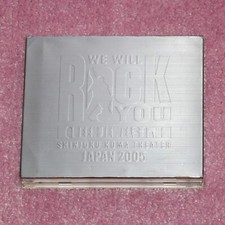 WE WILL
ROCK
YOU
SHINJUKU KOMA THEATER
JAPAN 2005